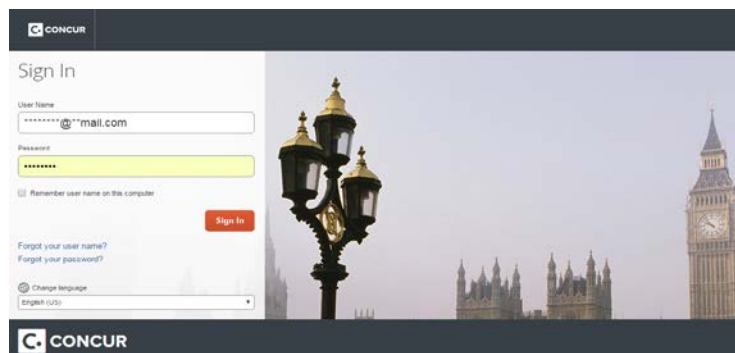 C. CONCUR
Sign In
User Name
********@**mail.com
Password
••••••••
Remember user name on this computer
Sign In
Forgot your user name?
Forgot your password?
Change language
English (US)
C. CONCUR